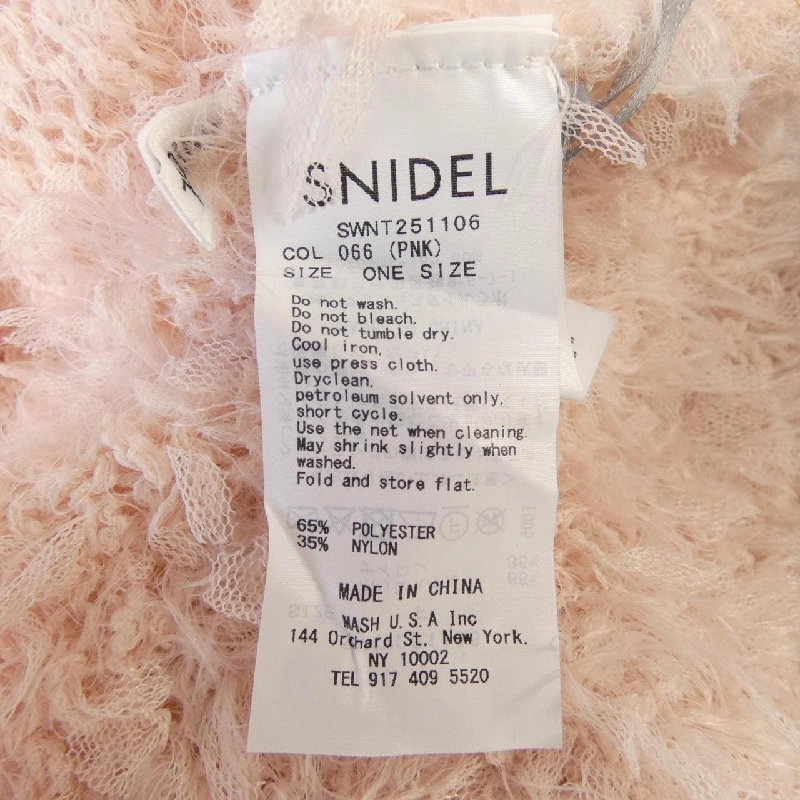 SNIDEL
SWNT251106
COL 066 (PNK)
SIZE ONE SIZE
Do not wash.
Do not bleach.
Do not tumble dry.
Cool iron,
use press cloth.
Dryclean,
petroleum solvent only,
short cycle.
Use the net when cleaning.
May shrink slightly when
washed.
Fold and store flat.
65% POLYESTER
35% NYLON
MADE IN CHINA
MASH U.S.A Inc
144 Orchard St, New York.
NY 10002
TEL 917 409 5520